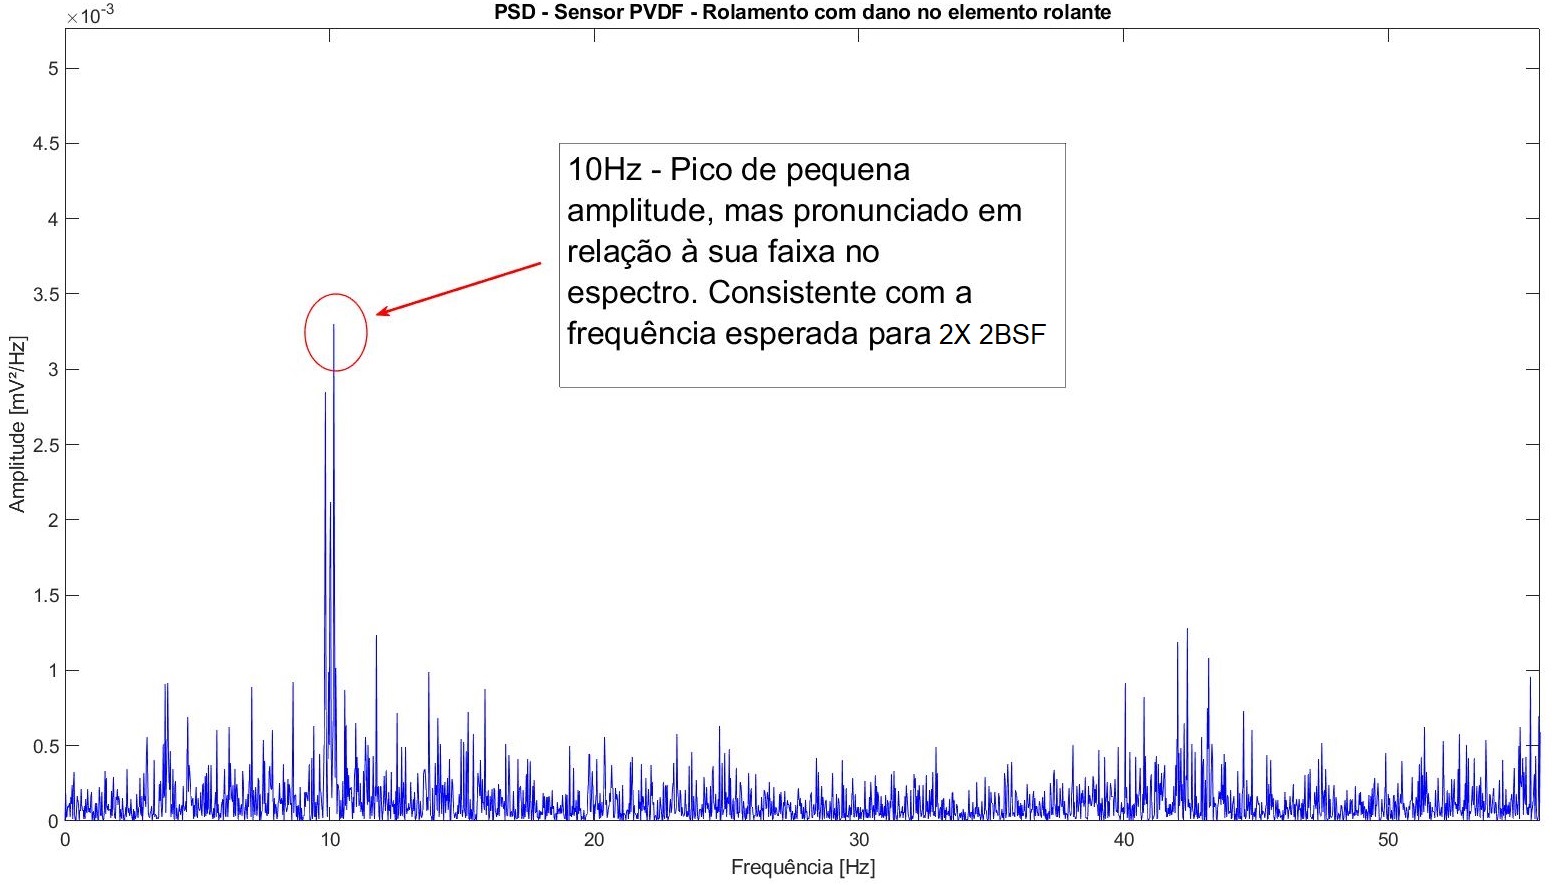 PSD - Sensor PVDF - Rolamento com dano no elemento rolante
×10-3
5
4.5
4
3.5
3
2.5
2
1.5
1
0.5
0
Amplitude [mV²/Hz]
10Hz - Pico de pequena
amplitude, mas pronunciado em
relação à sua faixa no
espectro. Consistente com a
frequência esperada para 2X 2BSF
0 10 20 30 40 50
Frequência [Hz]